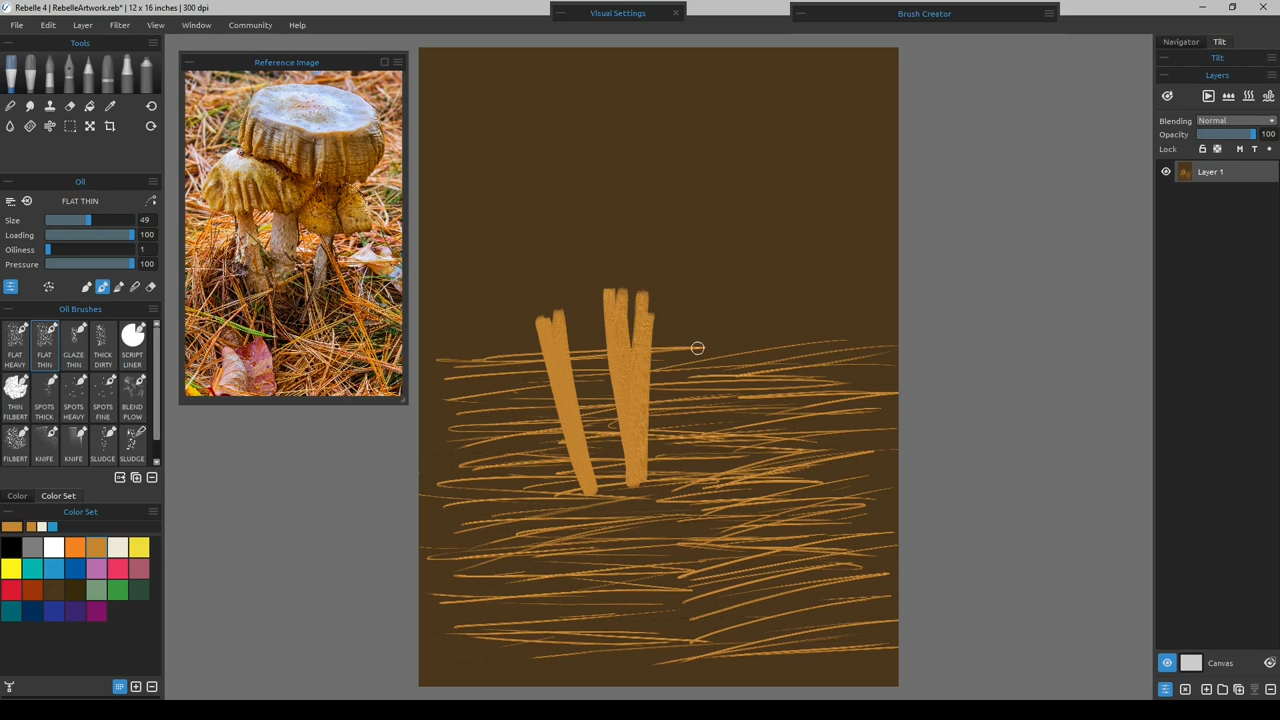 Rebelle 4 | RebelleArtwork.reb* | 12 x 16 inches | 300 dpi
Visual Settings
Brush Creator
File Edit Layer Filter View Window Community Help
Tools
Reference Image
Navigator Tilt
Tilt
Layers
Blending Normal
Opacity 100
Lock M T
Layer 1
Oil
FLAT THIN
Size 49
Loading 100
Oiliness 1
Pressure 100
Oil Brushes
FLAT HEAVY
FLAT THIN
GLAZE THIN
THICK DIRTY
SCRIPT LINER
THIN FILBERT
SPOTS THICK
SPOTS HEAVY
SPOTS FINE
BLEND PLOW
FILBERT
KNIFE
KNIFE
SLUDGE
SLUDGE
Color Color Set
Color Set
Canvas